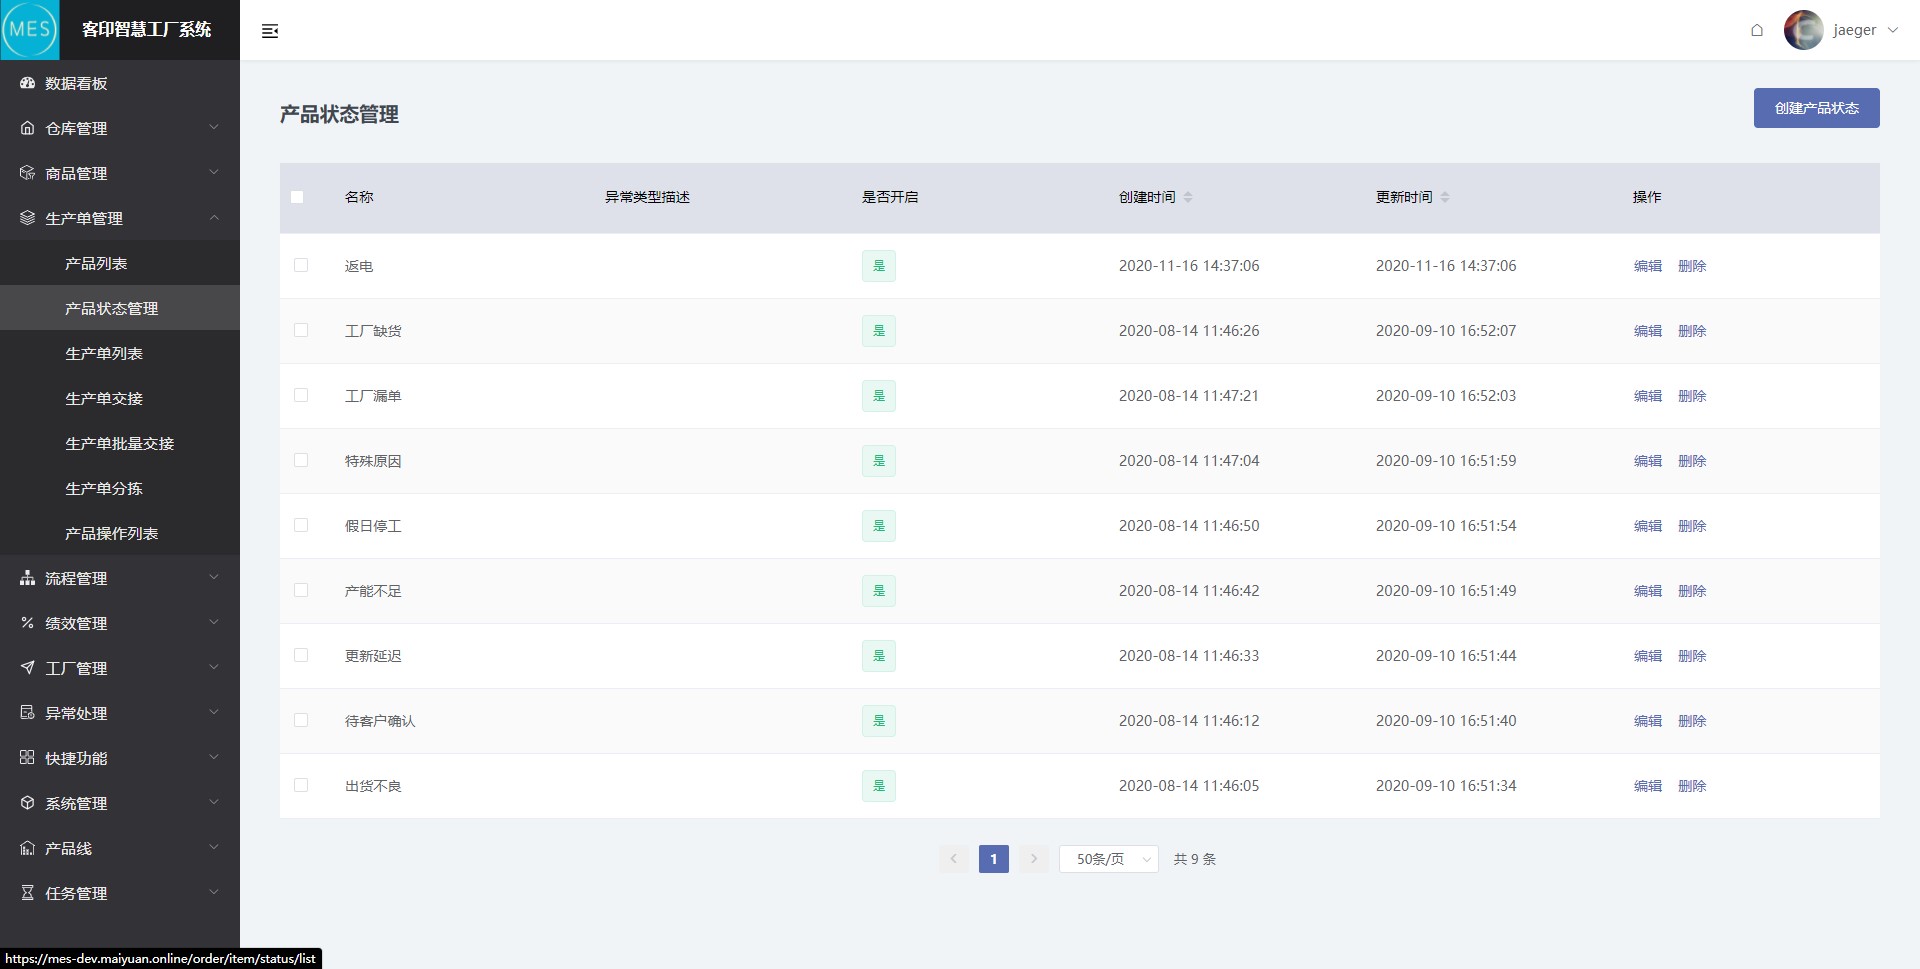 MES
客印智慧工厂系统
jaeger
数据看板
仓库管理
商品管理
生产单管理
产品列表
产品状态管理
生产单列表
生产单交接
生产单批量交接
生产单分拣
产品操作列表
流程管理
绩效管理
工厂管理
异常处理
快捷功能
系统管理
产品线
任务管理
产品状态管理
创建产品状态
名称 异常类型描述 是否开启 创建时间 更新时间 操作
返电 是 2020-11-16 14:37:06 2020-11-16 14:37:06 编辑 删除
工厂缺货 是 2020-08-14 11:46:26 2020-09-10 16:52:07 编辑 删除
工厂漏单 是 2020-08-14 11:47:21 2020-09-10 16:52:03 编辑 删除
特殊原因 是 2020-08-14 11:47:04 2020-09-10 16:51:59 编辑 删除
假日停工 是 2020-08-14 11:46:50 2020-09-10 16:51:54 编辑 删除
产能不足 是 2020-08-14 11:46:42 2020-09-10 16:51:49 编辑 删除
更新延迟 是 2020-08-14 11:46:33 2020-09-10 16:51:44 编辑 删除
待客户确认 是 2020-08-14 11:46:12 2020-09-10 16:51:40 编辑 删除
出货不良 是 2020-08-14 11:46:05 2020-09-10 16:51:34 编辑 删除
1 50条/页 共 9 条
https://mes-dev.maiyuan.online/order/item/status/list